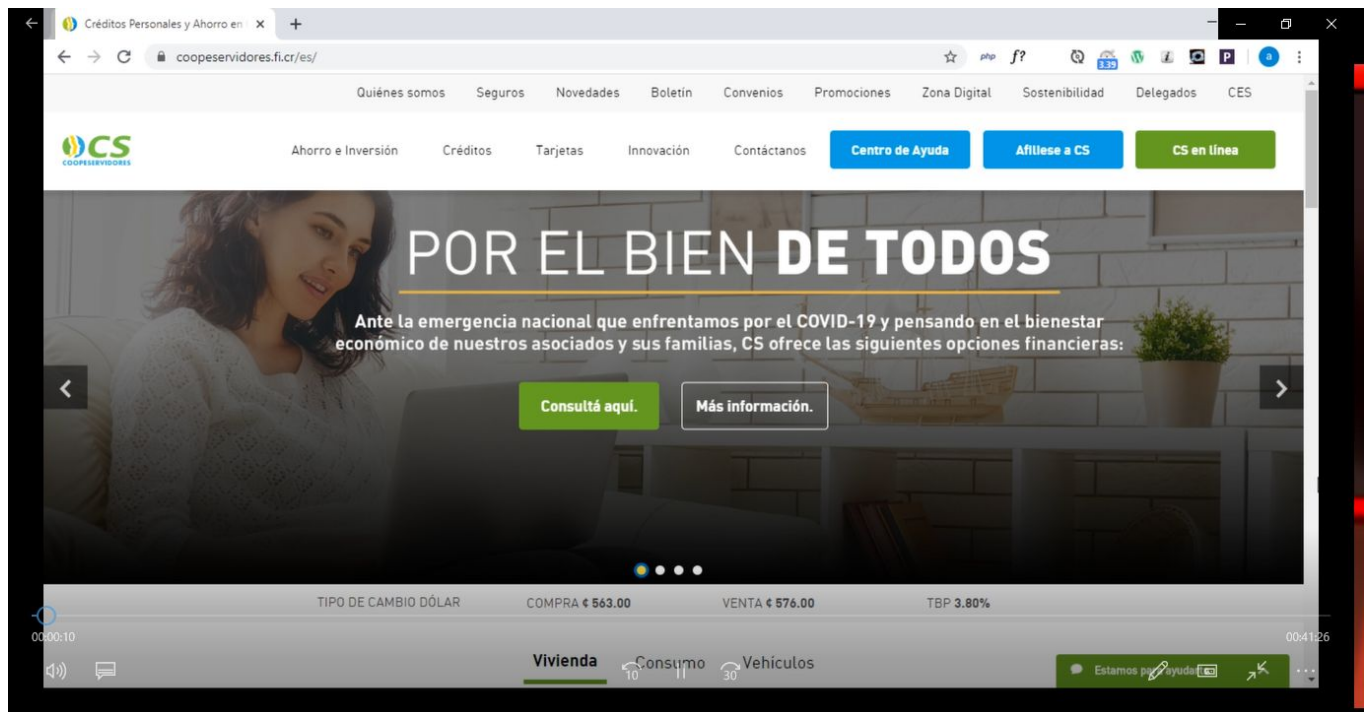 Créditos Personales y Ahorro en
coopeservidores.fi.cr/es/
php
f?
3.35
P
a
Quiénes somos Seguros Novedades Boletín Convenios Promociones Zona Digital Sostenibilidad Delegados CES
CS
COOPESERVIDORES
Ahorro e Inversión Créditos Tarjetas Innovación Contáctanos Centro de Ayuda Afíliese a CS CS en línea
POR EL BIEN DE TODOS
Ante la emergencia nacional que enfrentamos por el COVID-19 y pensando en el bienestar
económico de nuestros asociados y sus familias, CS ofrece las siguientes opciones financieras:
Consultá aquí. Más información.
TIPO DE CAMBIO DÓLAR COMPRA ¢ 563.00 VENTA ¢ 576.00 TBP 3.80%
00:00:10 00:41:26
Vivienda Consumo Vehículos
10 30
Estamos para ayudarte